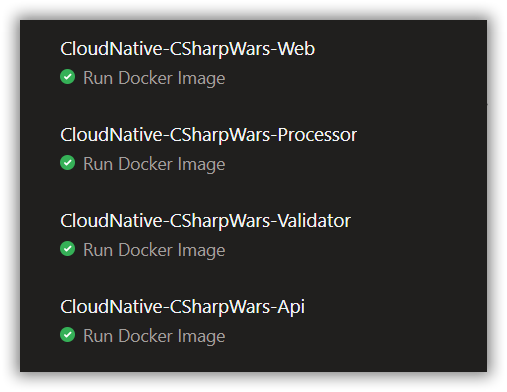 CloudNative-CSharpWars-Web
Run Docker Image
CloudNative-CSharpWars-Processor
Run Docker Image
CloudNative-CSharpWars-Validator
Run Docker Image
CloudNative-CSharpWars-Api
Run Docker Image